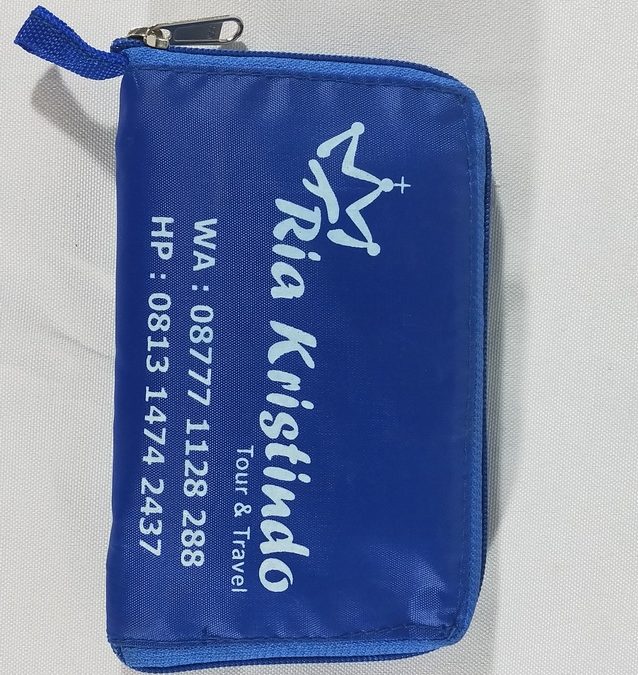 Ria Kristindo
Tour & Travel
WA : 08777 1128 288
HP : 0813 1474 2437